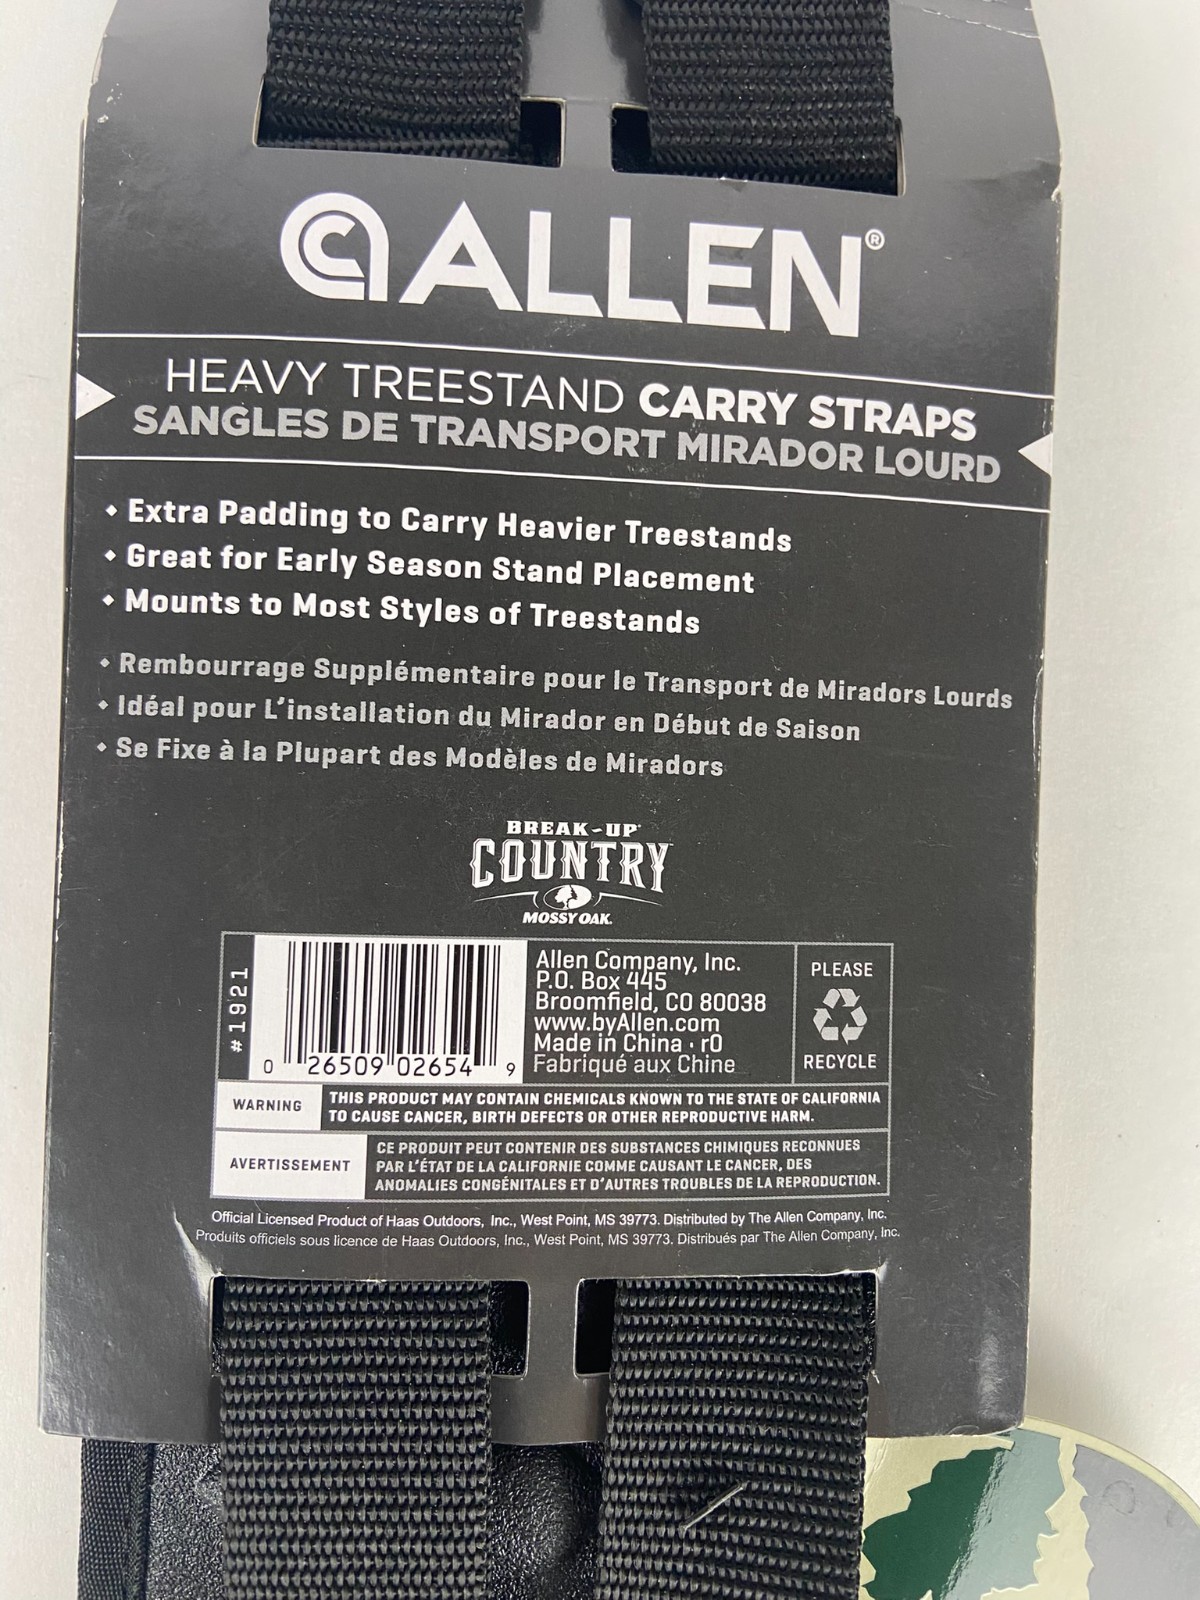 ALLEN®
HEAVY TREESTAND CARRY STRAPS
SANGLES DE TRANSPORT MIRADOR LOURD
• Extra Padding to Carry Heavier Treestands
• Great for Early Season Stand Placement
• Mounts to Most Styles of Treestands
• Rembourrage Supplémentaire pour le Transport de Miradors Lourds
• Idéal pour L'installation du Mirador en Début de Saison
• Se Fixe à la Plupart des Modèles de Miradors
BREAK-UP
COUNTRY
MOSSY OAK.
#1921
0 26509 02654 9
Allen Company, Inc.
P.O. Box 445
Broomfield, CO 80038
www.byAllen.com
Made in China · r0
Fabriqué aux Chine
PLEASE
RECYCLE
WARNING
THIS PRODUCT MAY CONTAIN CHEMICALS KNOWN TO THE STATE OF CALIFORNIA
TO CAUSE CANCER, BIRTH DEFECTS OR OTHER REPRODUCTIVE HARM.
AVERTISSEMENT
CE PRODUIT PEUT CONTENIR DES SUBSTANCES CHIMIQUES RECONNUES
PAR L'ÉTAT DE LA CALIFORNIE COMME CAUSANT LE CANCER, DES
ANOMALIES CONGÉNITALES ET D'AUTRES TROUBLES DE LA REPRODUCTION.
Official Licensed Product of Haas Outdoors, Inc., West Point, MS 39773. Distributed by The Allen Company, Inc.
Produits officiels sous licence de Haas Outdoors, Inc., West Point, MS 39773. Distribués par The Allen Company, Inc.